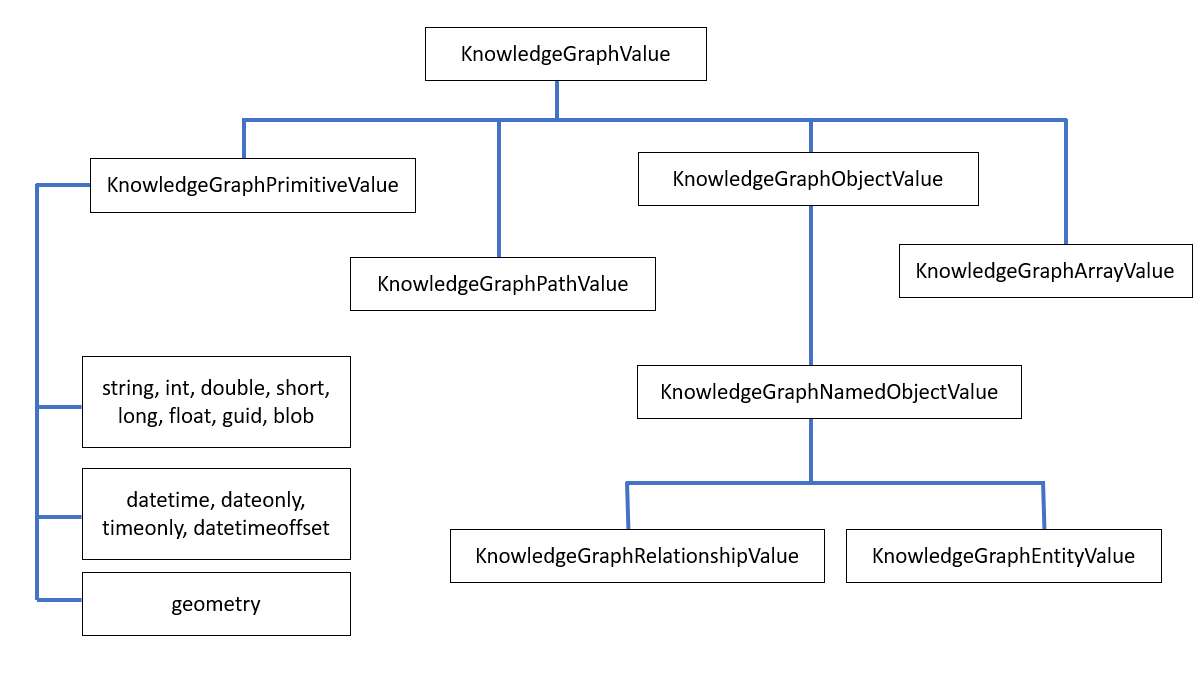 KnowledgeGraphValue
KnowledgeGraphPrimitiveValue
KnowledgeGraphObjectValue
KnowledgeGraphPathValue
KnowledgeGraphArrayValue
string, int, double, short,
long, float, guid, blob
KnowledgeGraphNamedObjectValue
datetime, dateonly,
timeonly, datetimeoffset
KnowledgeGraphRelationshipValue
KnowledgeGraphEntityValue
geometry